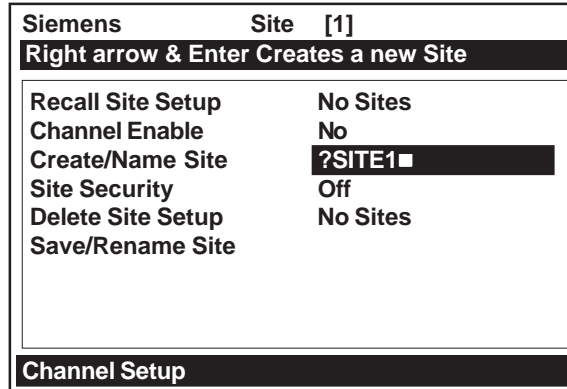 Siemens Site [1]
Right arrow & Enter Creates a new Site
Recall Site Setup No Sites
Channel Enable No
Create/Name Site ?SITE1■
Site Security Off
Delete Site Setup No Sites
Save/Rename Site
Channel Setup